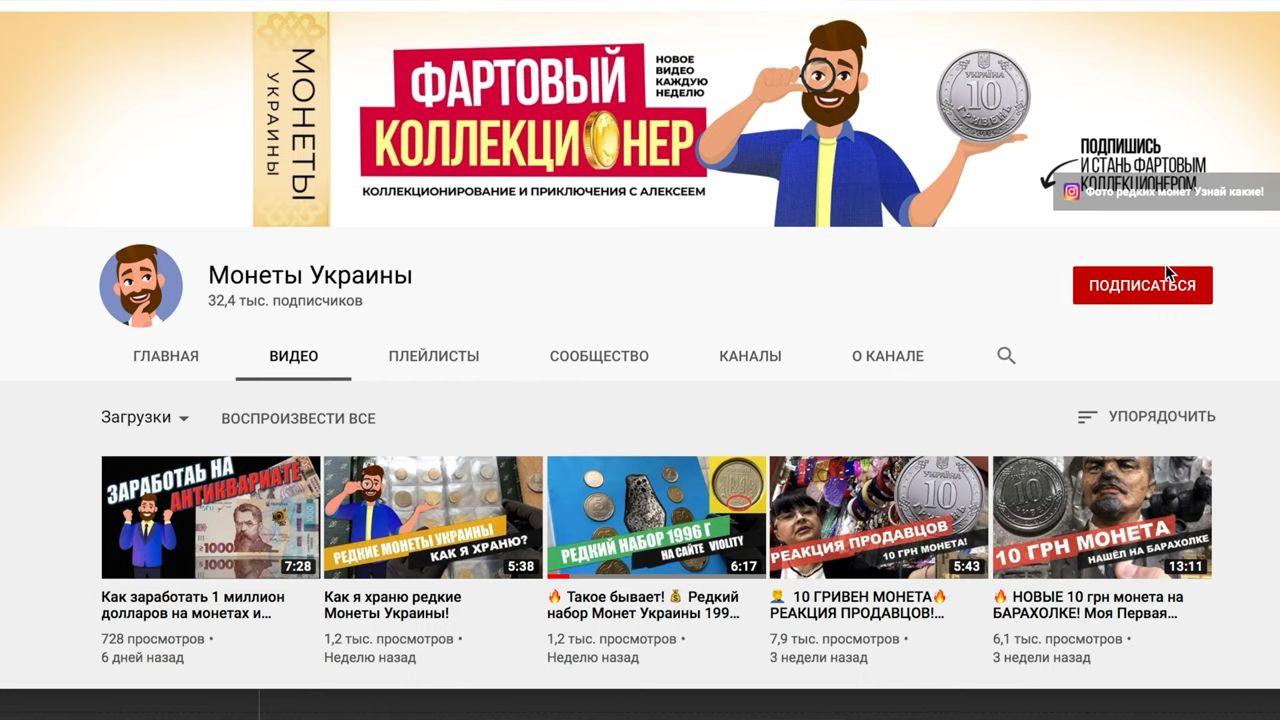 МОНЕТЫ
УКРАИНЫ
ФАРТОВЫЙ
КОЛЛЕКЦИОНЕР
НОВОЕ
ВИДЕО
КАЖДУЮ
НЕДЕЛЮ
КОЛЛЕКЦИОНИРОВАНИЕ И ПРИКЛЮЧЕНИЯ С АЛЕКСЕЕМ
УКРАЇНА
10
ГРИВЕНЬ
ПОДПИШИСЬ
И СТАНЬ ФАРТОВЫМ
КОЛЛЕКЦИОНЕРОМ
Фото редких монет Узнай какие!
Монеты Украины
32,4 тыс. подписчиков
ПОДПИСАТЬСЯ
ГЛАВНАЯ
ВИДЕО
ПЛЕЙЛИСТЫ
СООБЩЕСТВО
КАНАЛЫ
О КАНАЛЕ
Загрузки
ВОСПРОИЗВЕСТИ ВСЕ
УПОРЯДОЧИТЬ
ЗАРАБОТАЬ НА
АНТИКВАРИАТЕ
1000
7:28
РЕДКИЕ МОНЕТЫ УКРАИНЫ
КАК Я ХРАНЮ?
5:38
РЕДКИЙ НАБОР 1996 Г
НА САЙТЕ VIOLITY
6:17
УКРАЇНА
10
РЕАКЦИЯ ПРОДАВЦОВ
10 ГРН МОНЕТА!
5:43
10
10 ГРН МОНЕТА
НАШЁЛ НА БАРАХОЛКЕ
13:11
Как заработать 1 миллион
долларов на монетах и...
728 просмотров •
6 дней назад
Как я храню редкие
Монеты Украины!
1,2 тыс. просмотров •
Неделю назад
🔥 Такое бывает! 💰 Редкий
набор Монет Украины 199...
1,2 тыс. просмотров •
Неделю назад
🤦‍♂️ 10 ГРИВЕН МОНЕТА🔥
РЕАКЦИЯ ПРОДАВЦОВ!...
7,9 тыс. просмотров •
3 недели назад
🔥 НОВЫЕ 10 грн монета на
БАРАХОЛКЕ! Моя Первая...
6,1 тыс. просмотров •
3 недели назад